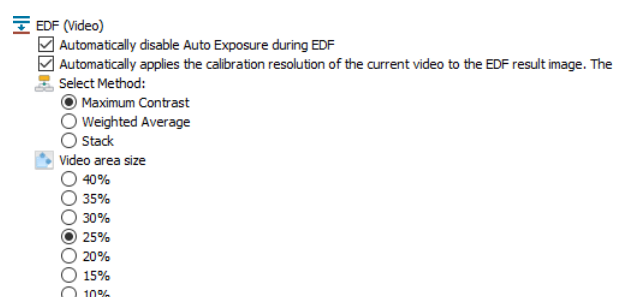 EDF (Video)
Automatically disable Auto Exposure during EDF
Automatically applies the calibration resolution of the current video to the EDF result image. The
Select Method:
Maximum Contrast
Weighted Average
Stack
Video area size
40%
35%
30%
25%
20%
15%
10%